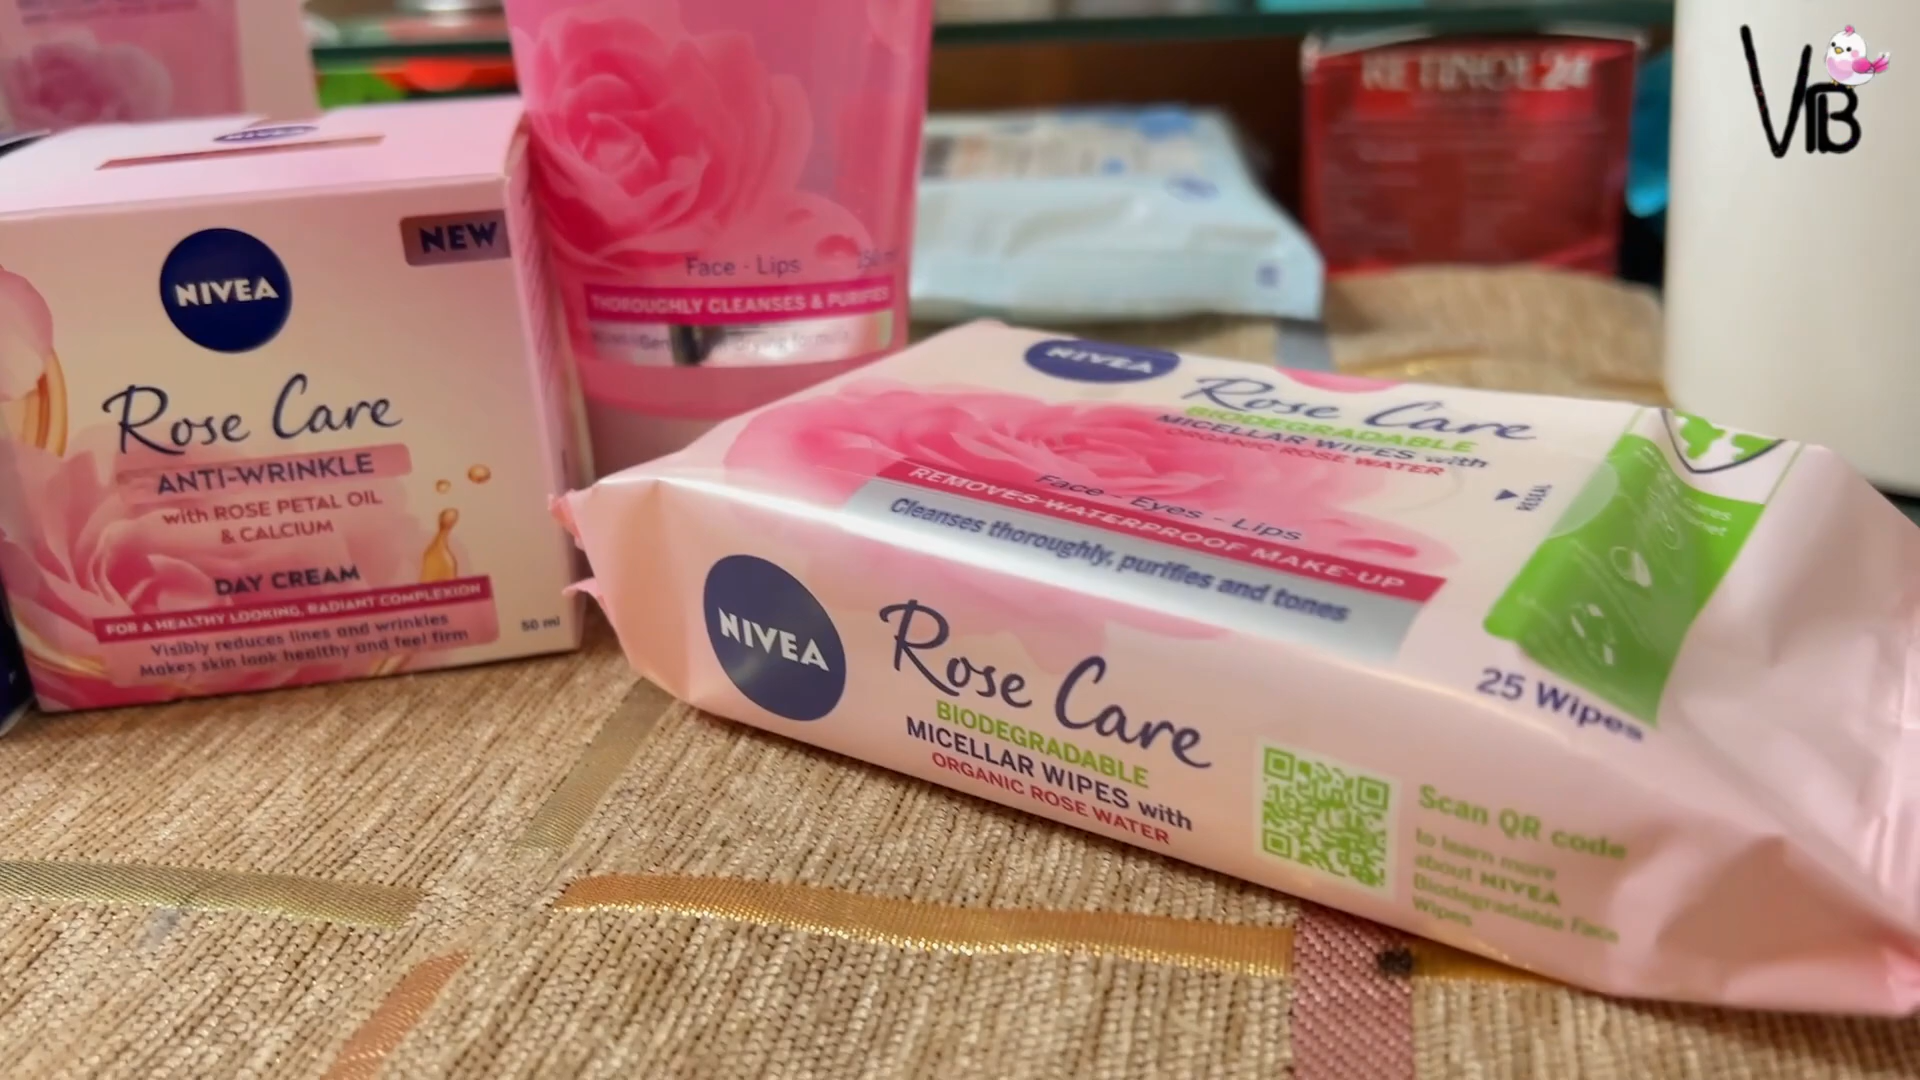 NIVEA
NEW
NIVEA
Rose Care
ANTI-WRINKLE
with ROSE PETAL OIL
& CALCIUM
DAY CREAM
FOR A HEALTHY LOOKING, RADIANT COMPLEXION
Visibly reduces lines and wrinkles
Makes skin look healthy and feel firm
50 ml
Face - Lips
THOROUGHLY CLEANSES & PURIFIES
RETINOL 24
VIB
NIVEA
Rose Care
BIODEGRADABLE
MICELLAR WIPES with
ORGANIC ROSE WATER
Face - Eyes - Lips
REMOVES WATERPROOF MAKE-UP
Cleanses thoroughly, purifies and tones
RESEAL
25 Wipes
NIVEA
Rose Care
BIODEGRADABLE
MICELLAR WIPES with
ORGANIC ROSE WATER
Scan QR code
to learn more
about NIVEA
Biodegradable Face
Wipes